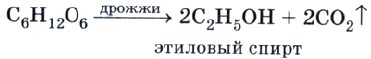 C₆H₁₂O₆ дрожжи → 2C₂H₅OH + 2CO₂↑
этиловый спирт